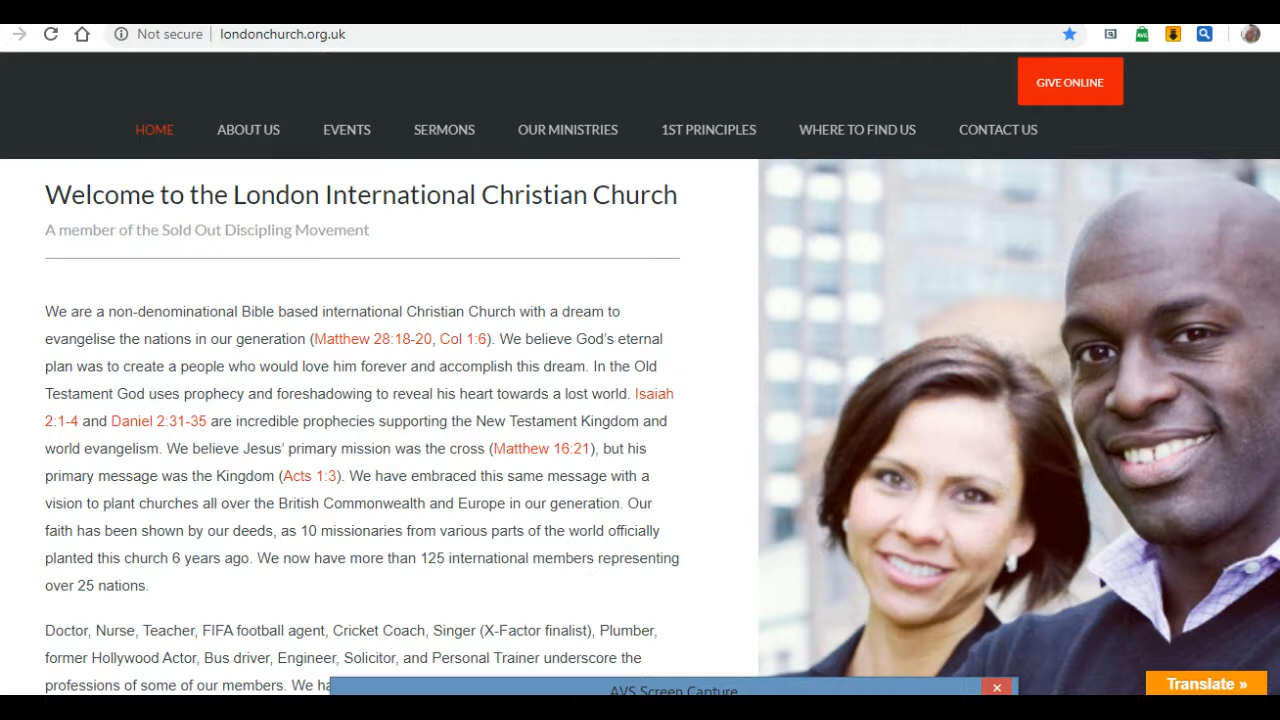 Not secure | londonchurch.org.uk
AVG
GIVE ONLINE
HOME ABOUT US EVENTS SERMONS OUR MINISTRIES 1ST PRINCIPLES WHERE TO FIND US CONTACT US
Welcome to the London International Christian Church
A member of the Sold Out Discipling Movement
We are a non-denominational Bible based international Christian Church with a dream to
evangelise the nations in our generation (Matthew 28:18-20, Col 1:6). We believe God's eternal
plan was to create a people who would love him forever and accomplish this dream. In the Old
Testament God uses prophecy and foreshadowing to reveal his heart towards a lost world. Isaiah
2:1-4 and Daniel 2:31-35 are incredible prophecies supporting the New Testament Kingdom and
world evangelism. We believe Jesus' primary mission was the cross (Matthew 16:21), but his
primary message was the Kingdom (Acts 1:3). We have embraced this same message with a
vision to plant churches all over the British Commonwealth and Europe in our generation. Our
faith has been shown by our deeds, as 10 missionaries from various parts of the world officially
planted this church 6 years ago. We now have more than 125 international members representing
over 25 nations.
Doctor, Nurse, Teacher, FIFA football agent, Cricket Coach, Singer (X-Factor finalist), Plumber,
former Hollywood Actor, Bus driver, Engineer, Solicitor, and Personal Trainer underscore the
professions of some of our members. We ha
AVS Screen Capture
Translate »